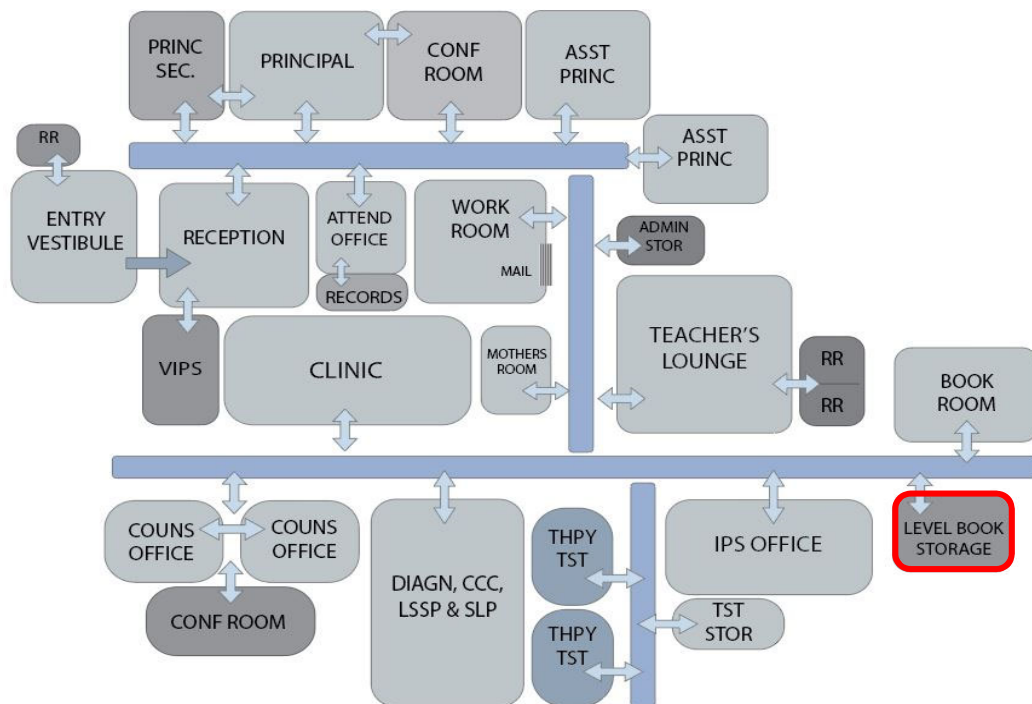 PRINC
SEC.
PRINCIPAL
CONF
ROOM
ASST
PRINC
ASST
PRINC
RR
ENTRY
VESTIBULE
RECEPTION
ATTEND
OFFICE
RECORDS
WORK
ROOM
MAIL
ADMIN
STOR
VIPS
CLINIC
MOTHERS
ROOM
TEACHER'S
LOUNGE
RR
RR
BOOK
ROOM
COUNS
OFFICE
COUNS
OFFICE
CONF ROOM
DIAGN, CCC,
LSSP & SLP
THPY
TST
THPY
TST
IPS OFFICE
TST
STOR
LEVEL BOOK
STORAGE